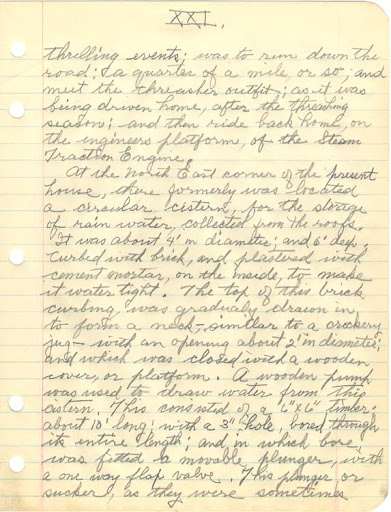 XXI.
thrilling events; was to run down the
road; 1/4 a quarter of a mile, or so; and
meet the threasher outfit; as it was
being driven home, after the threashing
season; and then ride back home, on
the ingineers platform, of the Steam
Traction Engine.
At the North East corner of the present
house, there formerly was located
a circular cistern, for the storage
of rain water, collected from the roofs.
It was about 4' in diameter; and 6' deep.
Curbed with brick, and plastered with
cement mortar, on the inside, to make
it water tight. The top of this brick
curbing, was gradualy drawn in
to form a neck - similar to a crockery
jug - with an opening about 2' in diameter;
and which was closed with a wooden
cover, or platform. A wooden pump
was used to draw water from this
cistern. This consisted of a 6"x6" timber;
about 10' long; with a 3" hole, bored through
its entire length; and in which bore,
was fitted a movable plunger, with
a one way flap valve. This plunger or
sucker, as they were sometimes